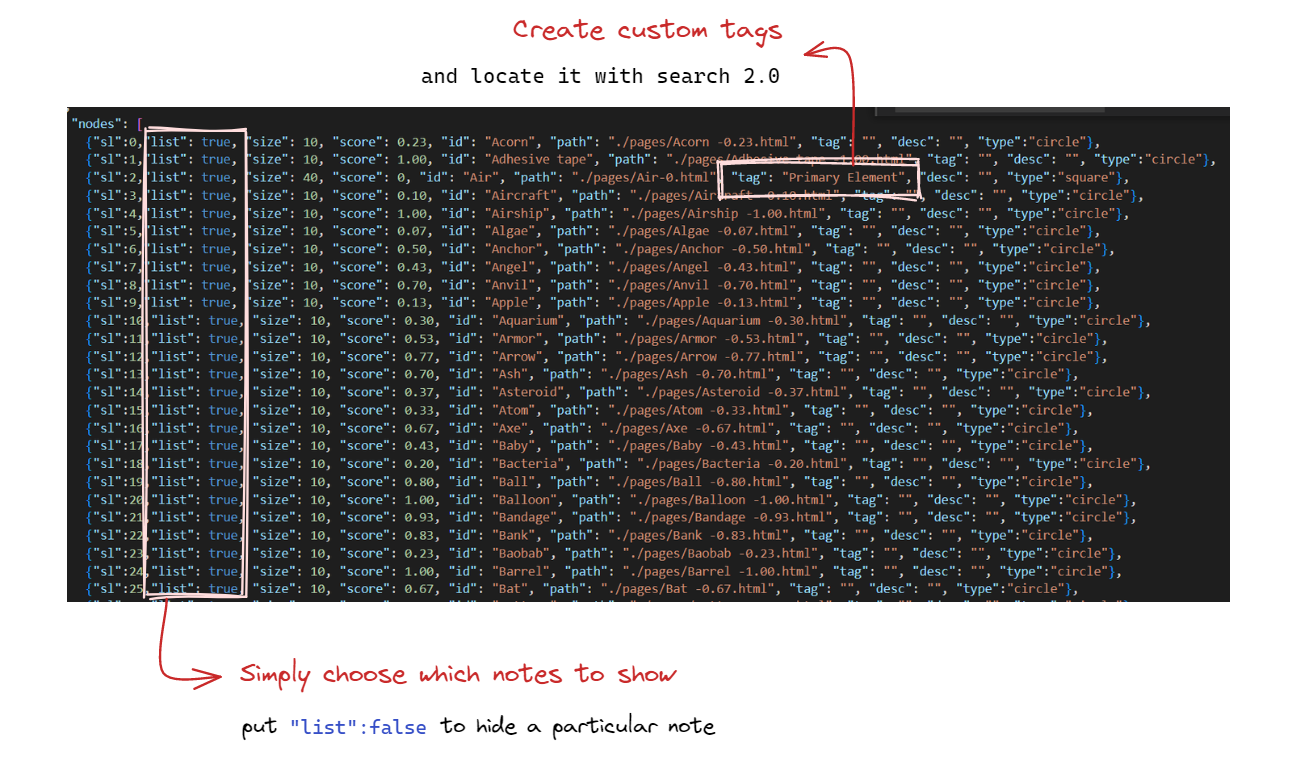 Create custom tags
and locate it with search 2.0
"nodes": [
{"sl":0,"list": true, "size": 10, "score": 0.23, "id": "Acorn", "path": "./pages/Acorn -0.23.html", "tag": "", "desc": "", "type":"circle"},
{"sl":1,"list": true, "size": 10, "score": 1.00, "id": "Adhesive tape", "path": "./pages/Adhesive tape -1.00.html", "tag": "", "desc": "", "type":"circle"},
{"sl":2,"list": true, "size": 40, "score": 0, "id": "Air", "path": "./pages/Air-0.html", "tag": "Primary Element", "desc": "", "type":"square"},
{"sl":3,"list": true, "size": 10, "score": 0.10, "id": "Aircraft", "path": "./pages/Aircraft -0.10.html", "tag": "", "desc": "", "type":"circle"},
{"sl":4,"list": true, "size": 10, "score": 1.00, "id": "Airship", "path": "./pages/Airship -1.00.html", "tag": "", "desc": "", "type":"circle"},
{"sl":5,"list": true, "size": 10, "score": 0.07, "id": "Algae", "path": "./pages/Algae -0.07.html", "tag": "", "desc": "", "type":"circle"},
{"sl":6,"list": true, "size": 10, "score": 0.50, "id": "Anchor", "path": "./pages/Anchor -0.50.html", "tag": "", "desc": "", "type":"circle"},
{"sl":7,"list": true, "size": 10, "score": 0.43, "id": "Angel", "path": "./pages/Angel -0.43.html", "tag": "", "desc": "", "type":"circle"},
{"sl":8,"list": true, "size": 10, "score": 0.70, "id": "Anvil", "path": "./pages/Anvil -0.70.html", "tag": "", "desc": "", "type":"circle"},
{"sl":9,"list": true, "size": 10, "score": 0.13, "id": "Apple", "path": "./pages/Apple -0.13.html", "tag": "", "desc": "", "type":"circle"},
{"sl":10,"list": true, "size": 10, "score": 0.30, "id": "Aquarium", "path": "./pages/Aquarium -0.30.html", "tag": "", "desc": "", "type":"circle"},
{"sl":11,"list": true, "size": 10, "score": 0.53, "id": "Armor", "path": "./pages/Armor -0.53.html", "tag": "", "desc": "", "type":"circle"},
{"sl":12,"list": true, "size": 10, "score": 0.77, "id": "Arrow", "path": "./pages/Arrow -0.77.html", "tag": "", "desc": "", "type":"circle"},
{"sl":13,"list": true, "size": 10, "score": 0.70, "id": "Ash", "path": "./pages/Ash -0.70.html", "tag": "", "desc": "", "type":"circle"},
{"sl":14,"list": true, "size": 10, "score": 0.37, "id": "Asteroid", "path": "./pages/Asteroid -0.37.html", "tag": "", "desc": "", "type":"circle"},
{"sl":15,"list": true, "size": 10, "score": 0.33, "id": "Atom", "path": "./pages/Atom -0.33.html", "tag": "", "desc": "", "type":"circle"},
{"sl":16,"list": true, "size": 10, "score": 0.67, "id": "Axe", "path": "./pages/Axe -0.67.html", "tag": "", "desc": "", "type":"circle"},
{"sl":17,"list": true, "size": 10, "score": 0.43, "id": "Baby", "path": "./pages/Baby -0.43.html", "tag": "", "desc": "", "type":"circle"},
{"sl":18,"list": true, "size": 10, "score": 0.20, "id": "Bacteria", "path": "./pages/Bacteria -0.20.html", "tag": "", "desc": "", "type":"circle"},
{"sl":19,"list": true, "size": 10, "score": 0.80, "id": "Ball", "path": "./pages/Ball -0.80.html", "tag": "", "desc": "", "type":"circle"},
{"sl":20,"list": true, "size": 10, "score": 1.00, "id": "Balloon", "path": "./pages/Balloon -1.00.html", "tag": "", "desc": "", "type":"circle"},
{"sl":21,"list": true, "size": 10, "score": 0.93, "id": "Bandage", "path": "./pages/Bandage -0.93.html", "tag": "", "desc": "", "type":"circle"},
{"sl":22,"list": true, "size": 10, "score": 0.83, "id": "Bank", "path": "./pages/Bank -0.83.html", "tag": "", "desc": "", "type":"circle"},
{"sl":23,"list": true, "size": 10, "score": 0.23, "id": "Baobab", "path": "./pages/Baobab -0.23.html", "tag": "", "desc": "", "type":"circle"},
{"sl":24,"list": true, "size": 10, "score": 1.00, "id": "Barrel", "path": "./pages/Barrel -1.00.html", "tag": "", "desc": "", "type":"circle"},
{"sl":25,"list": true, "size": 10, "score": 0.67, "id": "Bat", "path": "./pages/Bat -0.67.html", "tag": "", "desc": "", "type":"circle"},
Simply choose which notes to show
put "list":false to hide a particular note